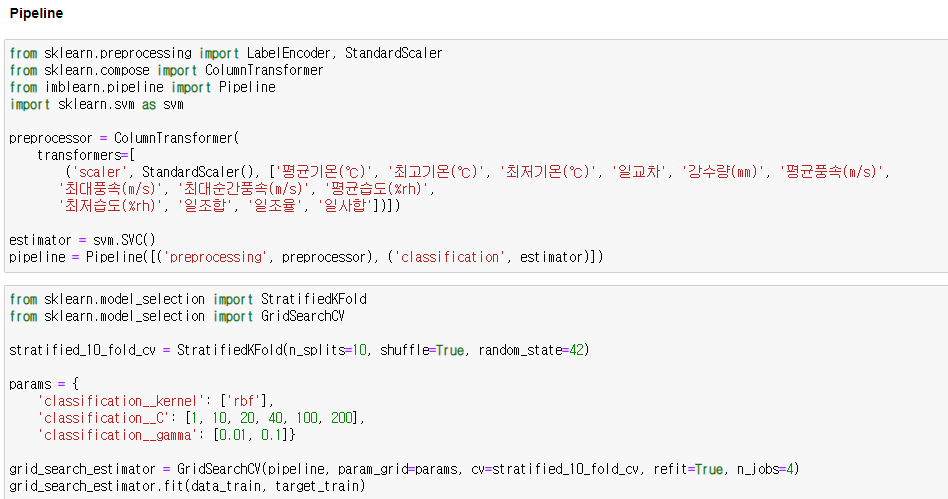 Pipeline
from sklearn.preprocessing import LabelEncoder, StandardScaler
from sklearn.compose import ColumnTransformer
from imblearn.pipeline import Pipeline
import sklearn.svm as svm
preprocessor = ColumnTransformer(
transformers=[
('scaler', StandardScaler(), ['평균기온(℃)', '최고기온(℃)', '최저기온(℃)', '일교차', '강수량(mm)', '평균풍속(m/s)',
'최대풍속(m/s)', '최대순간풍속(m/s)', '평균습도(%rh)',
'최저습도(%rh)', '일조합', '일조율', '일사합'])])
estimator = svm.SVC()
pipeline = Pipeline([('preprocessing', preprocessor), ('classification', estimator)])
from sklearn.model_selection import StratifiedKFold
from sklearn.model_selection import GridSearchCV
stratified_10_fold_cv = StratifiedKFold(n_splits=10, shuffle=True, random_state=42)
params = {
'classification__kernel': ['rbf'],
'classification__C': [1, 10, 20, 40, 100, 200],
'classification__gamma': [0.01, 0.1]}
grid_search_estimator = GridSearchCV(pipeline, param_grid=params, cv=stratified_10_fold_cv, refit=True, n_jobs=4)
grid_search_estimator.fit(data_train, target_train)